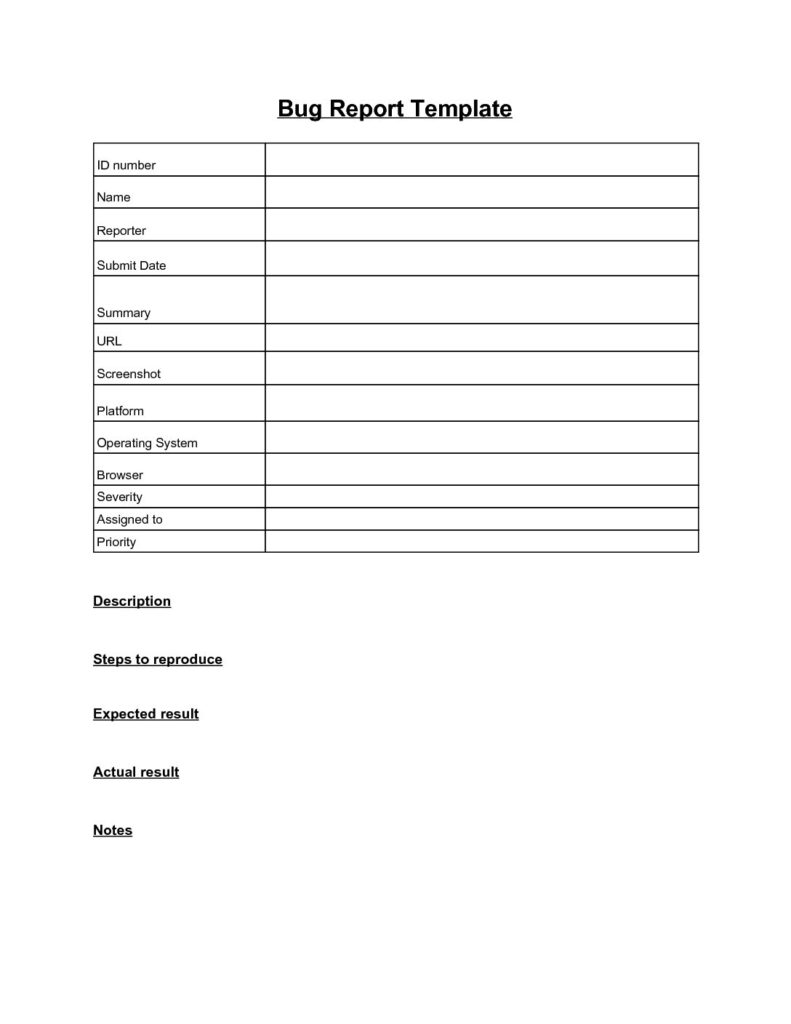 Bug Report Template
ID number
Name
Reporter
Submit Date
Summary
URL
Screenshot
Platform
Operating System
Browser
Severity
Assigned to
Priority
Description
Steps to reproduce
Expected result
Actual result
Notes